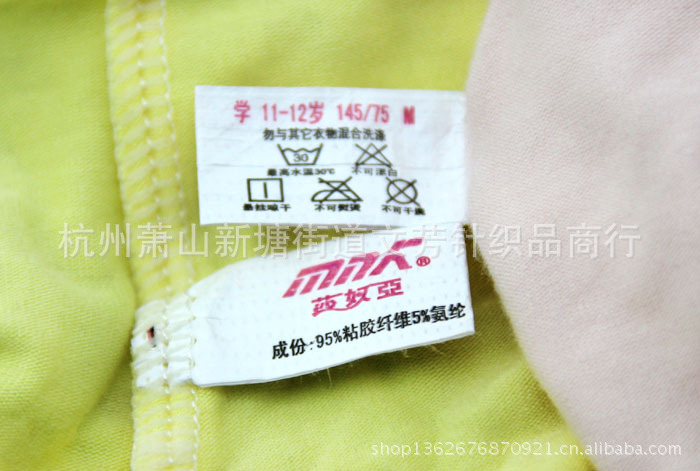 学 11-12岁 145/75 M
勿与其它衣物混合洗涤
30
最高水温30℃ 不可漂白
悬挂晾干 不可熨烫 不可干洗
杭州萧山新塘街道文芳针织品商行
mnk®
莎奴亞
成份:95%粘胶纤维5%氨纶
shop1362676870921.cn.alibaba.com